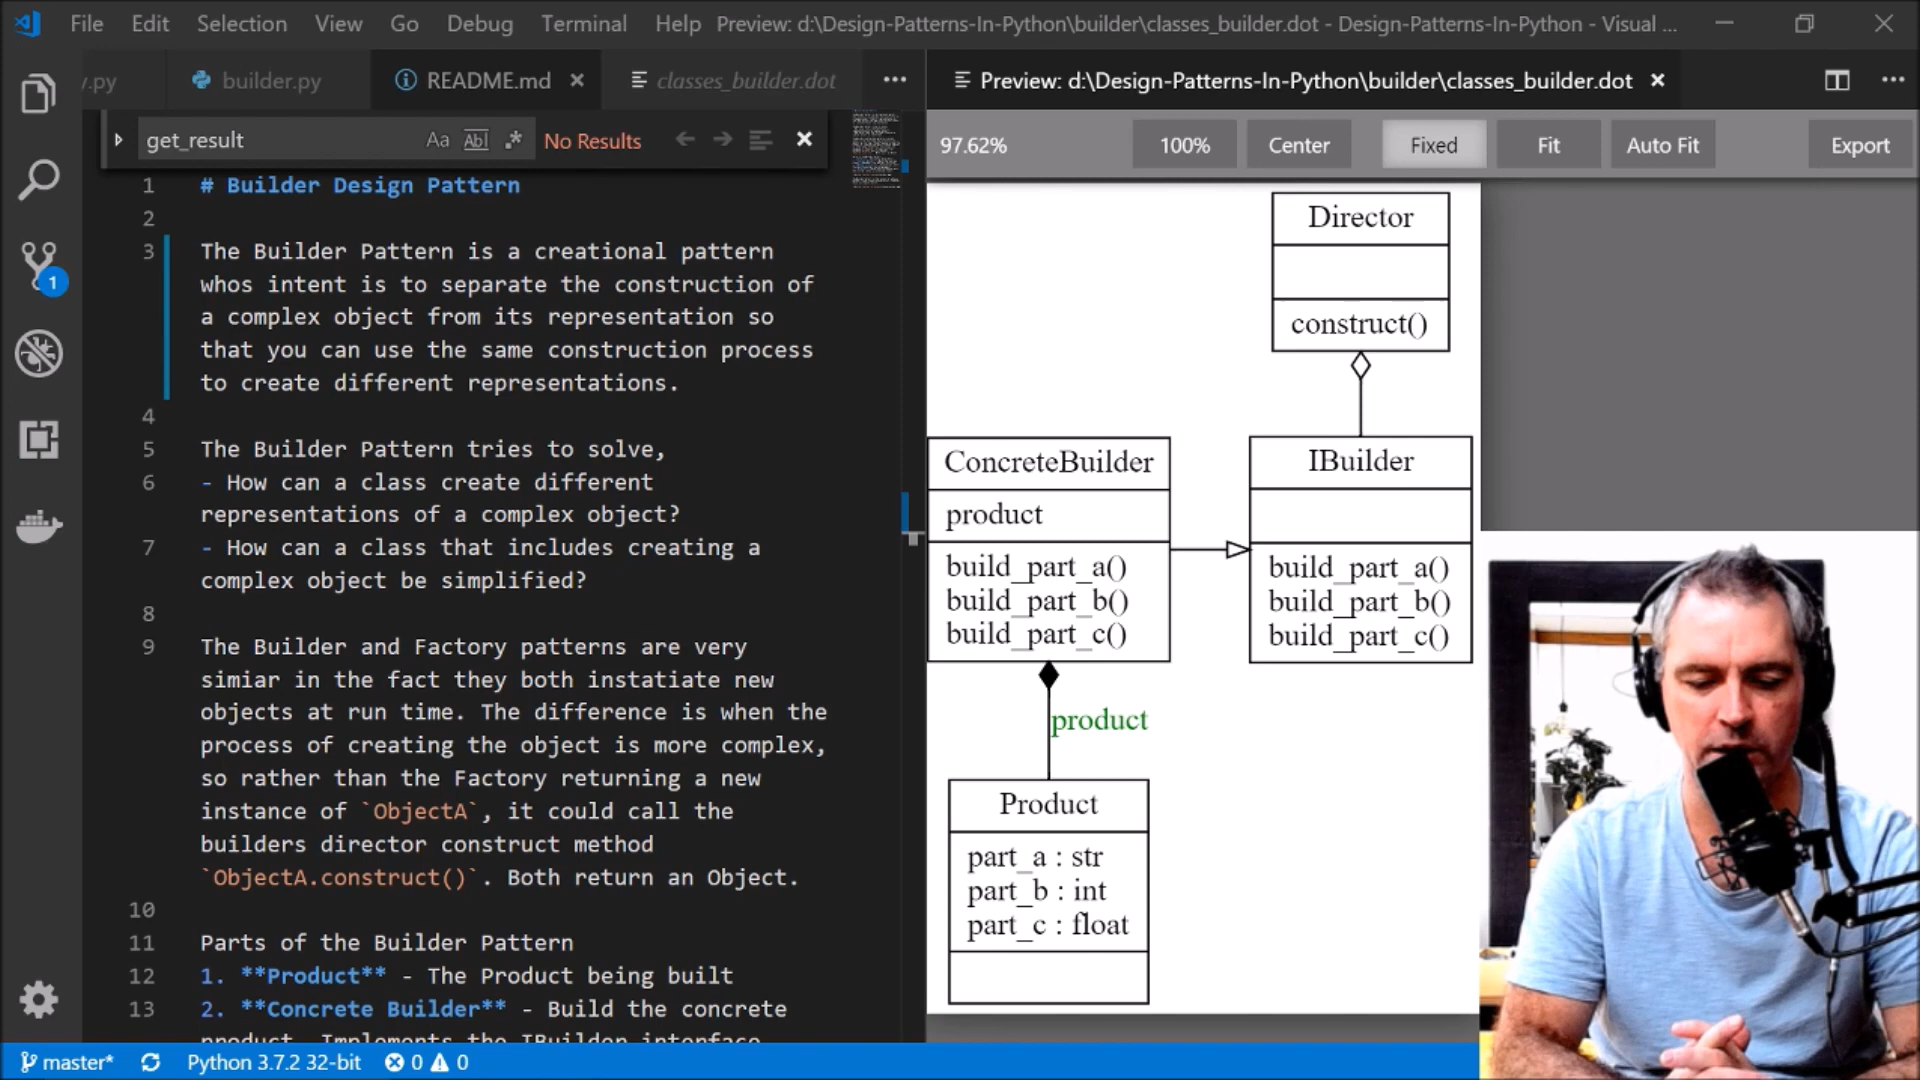 File Edit Selection View Go Debug Terminal Help Preview: d:\Design-Patterns-In-Python\builder\classes_builder.dot - Design-Patterns-In-Python - Visual ...
y.py builder.py README.md classes_builder.dot
Preview: d:\Design-Patterns-In-Python\builder\classes_builder.dot
get_result Aa Abl .* No Results
97.62% 100% Center Fixed Fit Auto Fit Export
1 # Builder Design Pattern
2
3 The Builder Pattern is a creational pattern
whos intent is to separate the construction of
a complex object from its representation so
that you can use the same construction process
to create different representations.
4
5 The Builder Pattern tries to solve,
6 - How can a class create different
representations of a complex object?
7 - How can a class that includes creating a
complex object be simplified?
8
9 The Builder and Factory patterns are very
simiar in the fact they both instatiate new
objects at run time. The difference is when the
process of creating the object is more complex,
so rather than the Factory returning a new
instance of `ObjectA`, it could call the
builders director construct method
`ObjectA.construct()`. Both return an Object.
10
11 Parts of the Builder Pattern
12 1. **Product** - The Product being built
13 2. **Concrete Builder** - Build the concrete
product. Implements the IBuilder interface
Director
construct()
ConcreteBuilder
product
build_part_a()
build_part_b()
build_part_c()
IBuilder
build_part_a()
build_part_b()
build_part_c()
product
Product
part_a : str
part_b : int
part_c : float
1
master* Python 3.7.2 32-bit 0 0